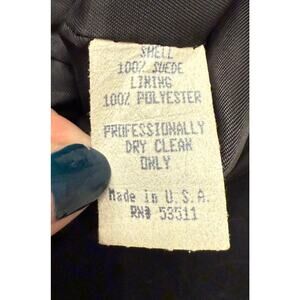 SHELL
100% SUEDE
LINING
100% POLYESTER
PROFESSIONALLY
DRY CLEAN
ONLY
Made in U.S.A.
RN# 53511